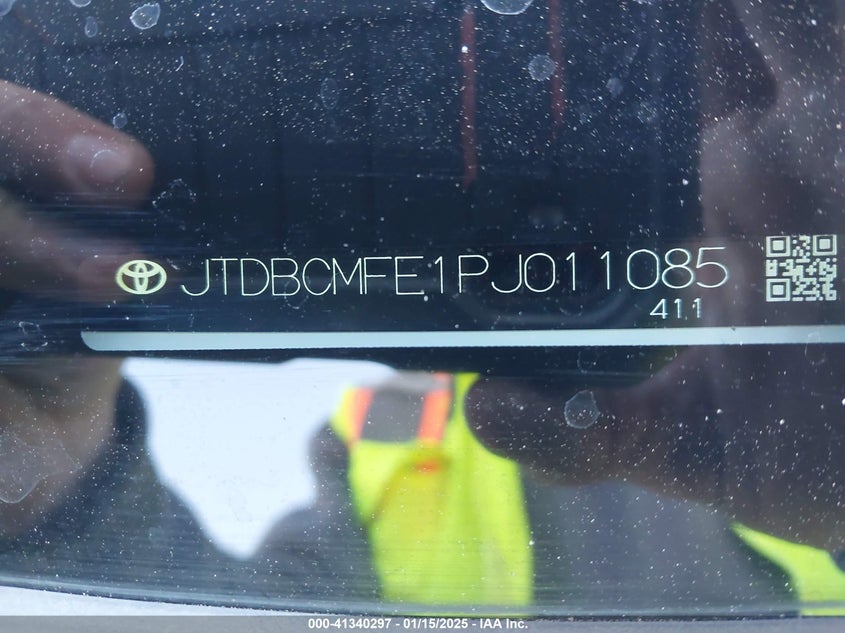 JTDBCMFE1PJ011085
411
000-41340297 - 01/15/2025 - IAA Inc.